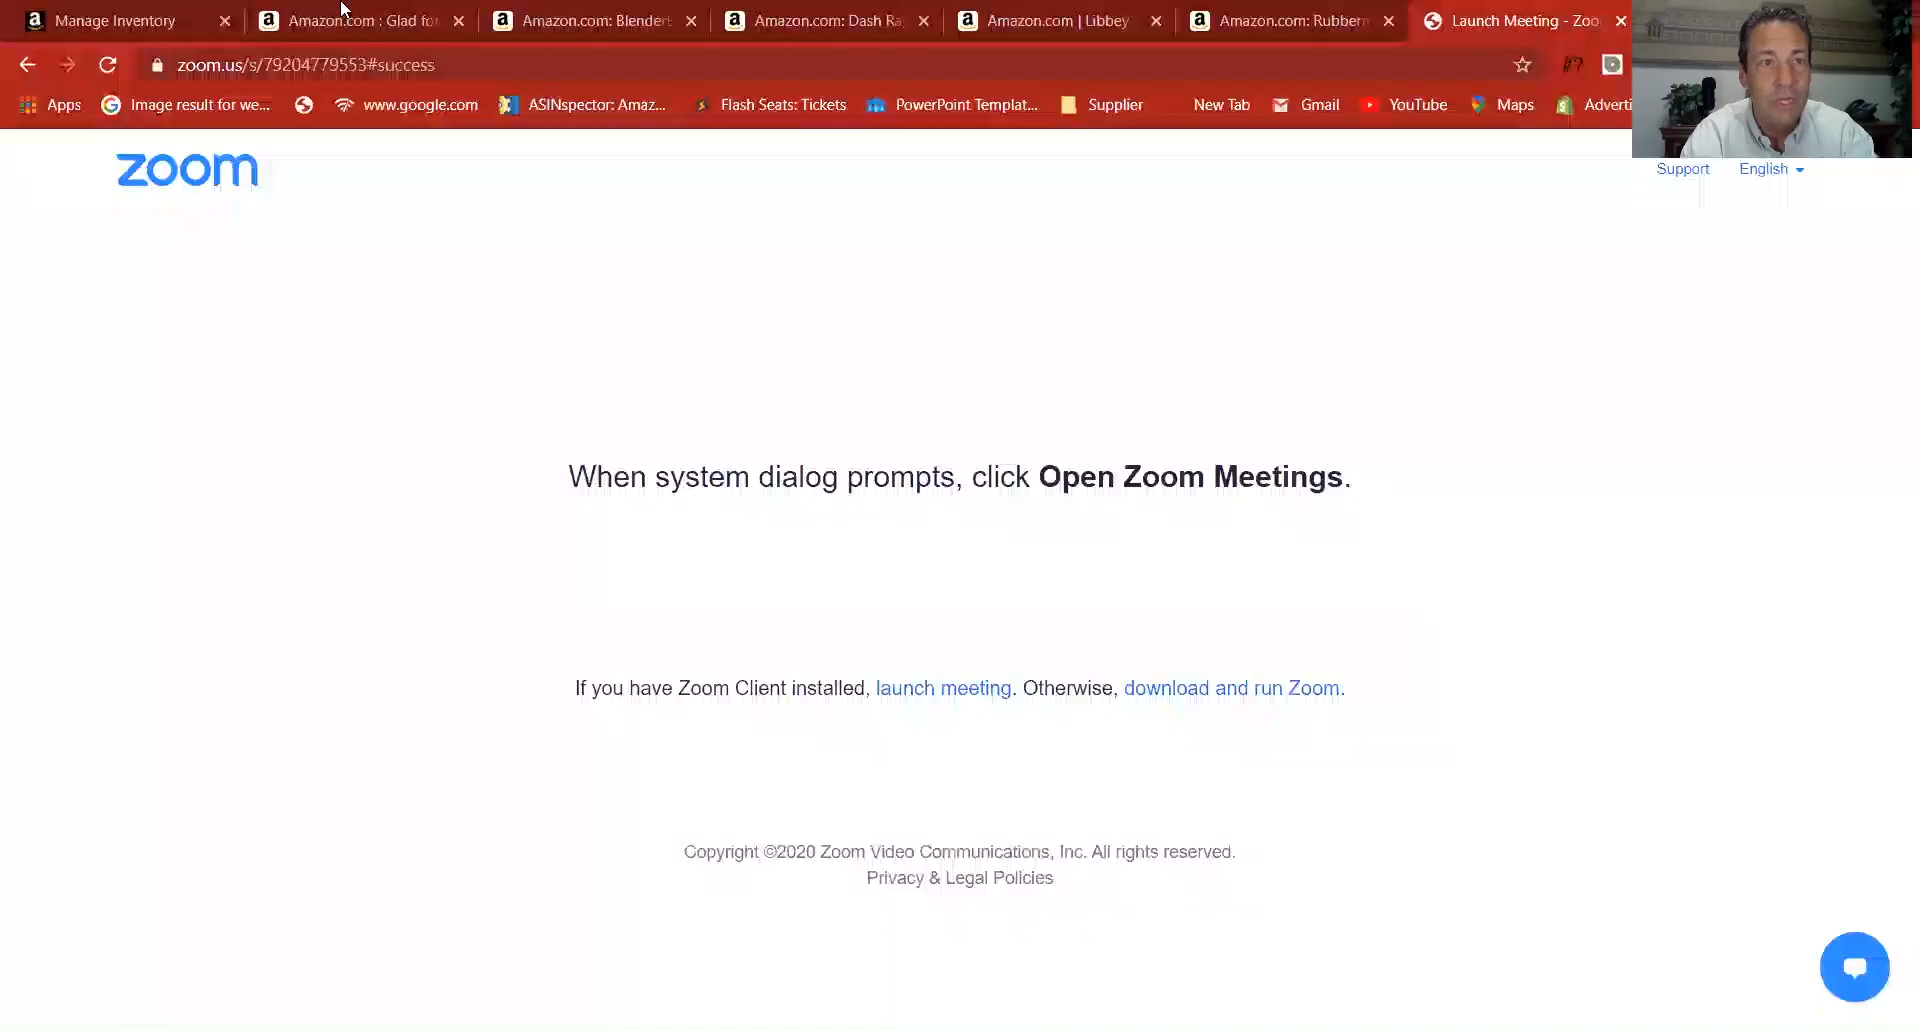 Manage Inventory
Amazon.com : Glad for
Amazon.com: Blender
Amazon.com: Dash Ra
Amazon.com | Libbey
Amazon.com: Rubberm
Launch Meeting - Zoo
zoom.us/s/79204779553#success
Apps
Image result for we...
www.google.com
ASINspector: Amaz...
Flash Seats: Tickets
PowerPoint Templat...
Supplier
New Tab
Gmail
YouTube
Maps
Adverti
zoom
Support
English
When system dialog prompts, click Open Zoom Meetings.
If you have Zoom Client installed, launch meeting. Otherwise, download and run Zoom.
Copyright ©2020 Zoom Video Communications, Inc. All rights reserved.
Privacy & Legal Policies